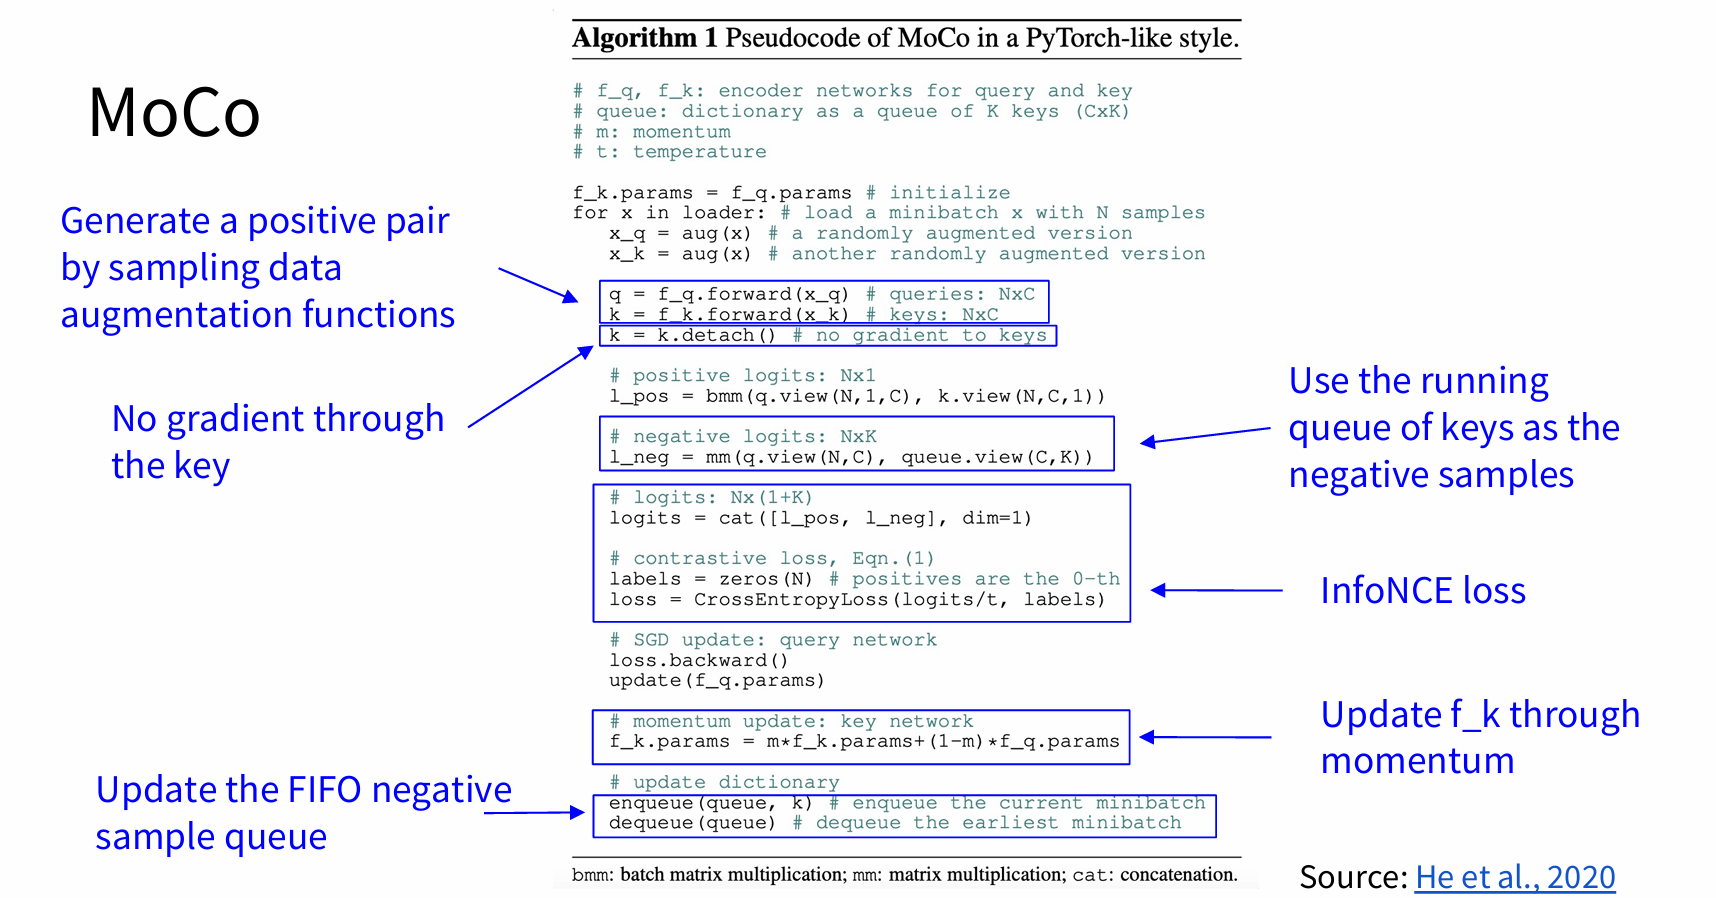 MoCo
Generate a positive pair
by sampling data
augmentation functions
No gradient through
the key
Update the FIFO negative
sample queue
Algorithm 1 Pseudocode of MoCo in a PyTorch-like style.
# f_q, f_k: encoder networks for query and key
# queue: dictionary as a queue of K keys (CxK)
# m: momentum
# t: temperature
f_k.params = f_q.params # initialize
for x in loader: # load a minibatch x with N samples
x_q = aug(x) # a randomly augmented version
x_k = aug(x) # another randomly augmented version
q = f_q.forward(x_q) # queries: NxC
k = f_k.forward(x_k) # keys: NxC
k = k.detach() # no gradient to keys
# positive logits: Nx1
l_pos = bmm(q.view(N,1,C), k.view(N,C,1))
# negative logits: NxK
l_neg = mm(q.view(N,C), queue.view(C,K))
# logits: Nx(1+K)
logits = cat([l_pos, l_neg], dim=1)
# contrastive loss, Eqn.(1)
labels = zeros(N) # positives are the 0-th
loss = CrossEntropyLoss(logits/t, labels)
# SGD update: query network
loss.backward()
update(f_q.params)
# momentum update: key network
f_k.params = m*f_k.params+(1-m)*f_q.params
# update dictionary
enqueue(queue, k) # enqueue the current minibatch
dequeue(queue) # dequeue the earliest minibatch
bmm: batch matrix multiplication; mm: matrix multiplication; cat: concatenation.
Use the running
queue of keys as the
negative samples
InfoNCE loss
Update f_k through
momentum
Source: He et al., 2020